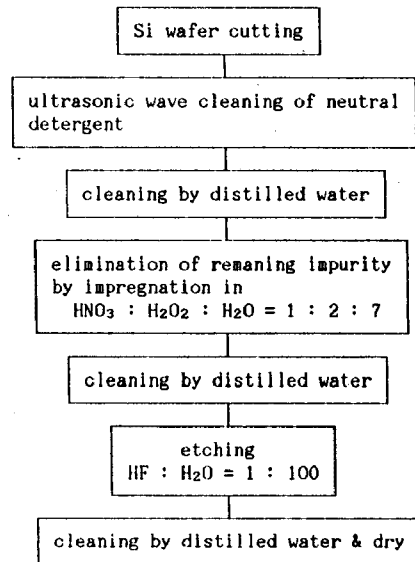 Si wafer cutting
ultrasonic wave cleaning of neutral
detergent
cleaning by distilled water
elimination of remaning impurity
by impregnation in
HNO₃ : H₂O₂ : H₂O = 1 : 2 : 7
cleaning by distilled water
etching
HF : H₂O = 1 : 100
cleaning by distilled water & dry